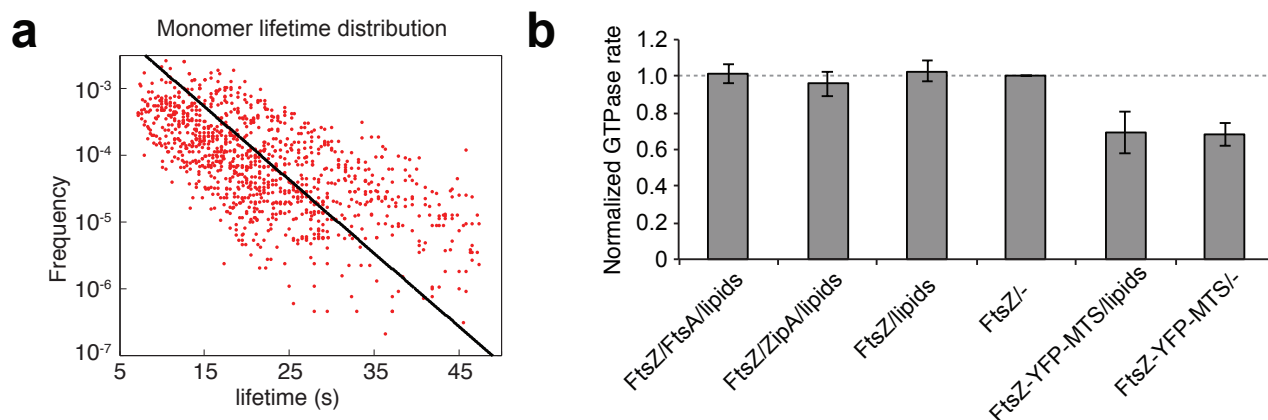 a
Monomer lifetime distribution
Frequency
10-3
10-4
10-5
10-6
10-7
5 15 25 35 45
lifetime (s)
b
Normalized GTPase rate
1.2
1.0
0.8
0.6
0.4
0.2
0
FtsZ/FtsA/lipids
FtsZ/ZipA/lipids
FtsZ/lipids
FtsZ/-
FtsZ-YFP-MTS/lipids
FtsZ-YFP-MTS/-